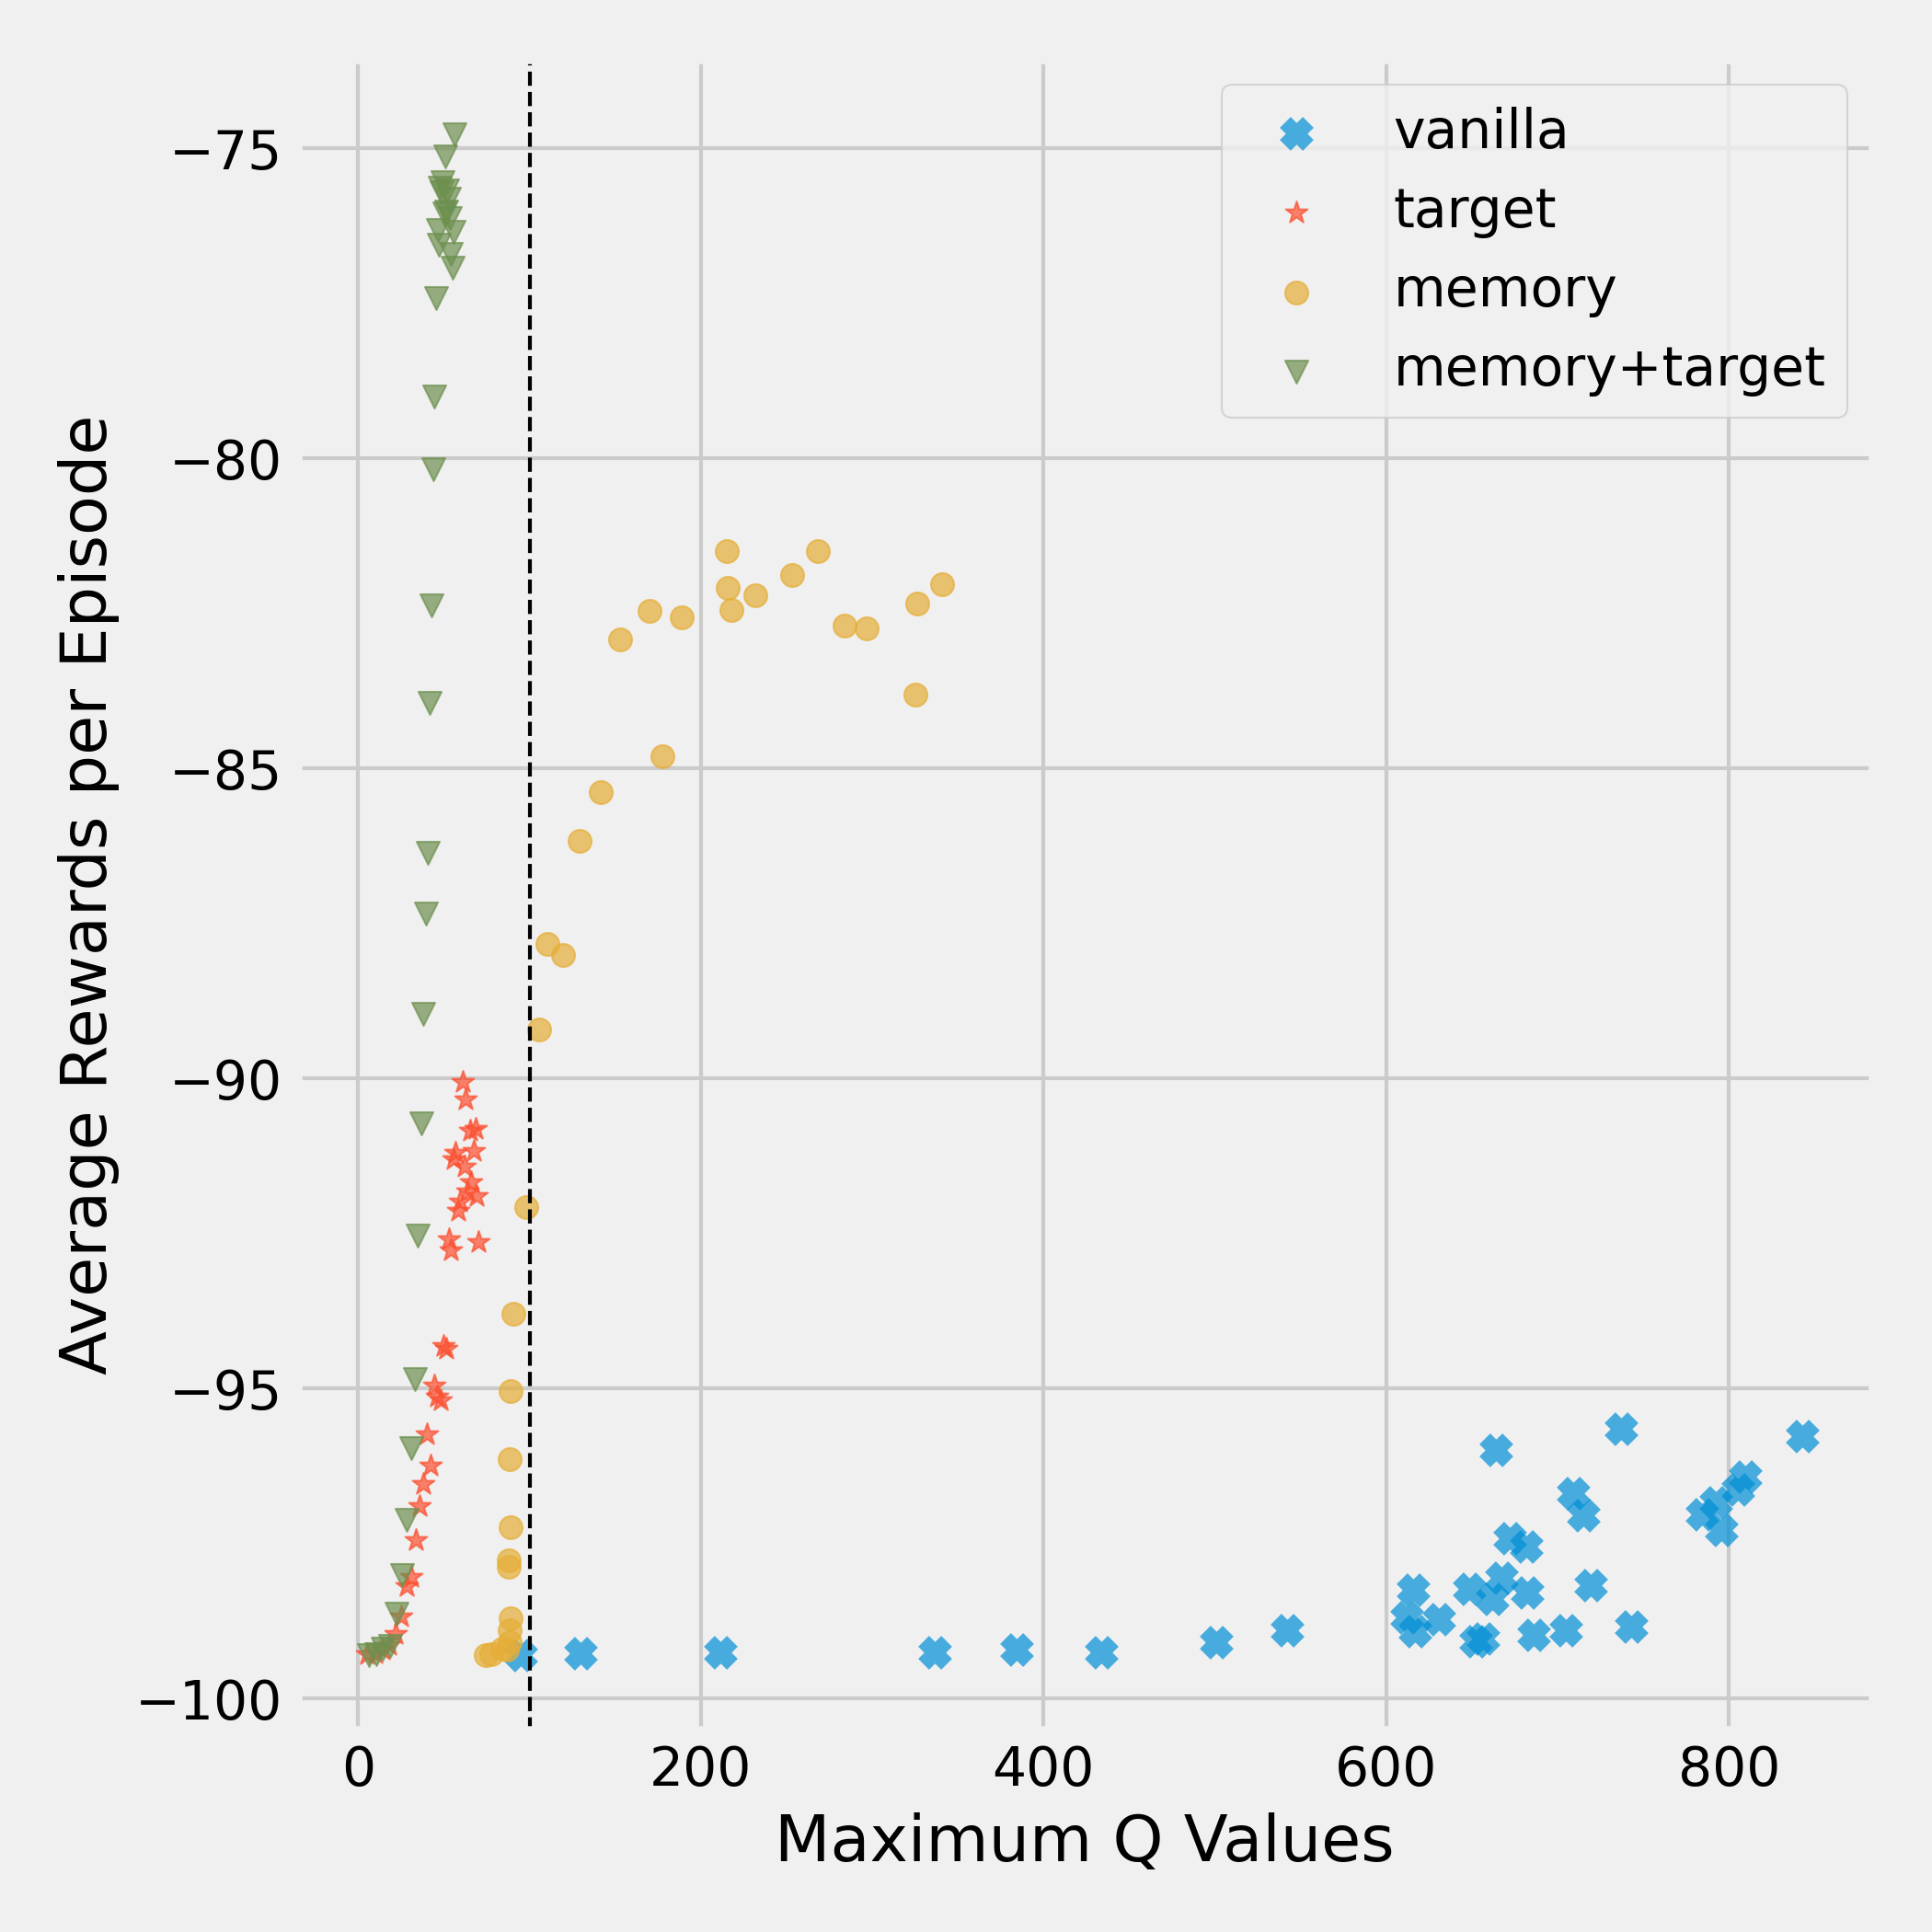 vanilla
target
memory
memory+target
−75
−80
−85
−90
−95
−100
Average Rewards per Episode
0 200 400 600 800
Maximum Q Values